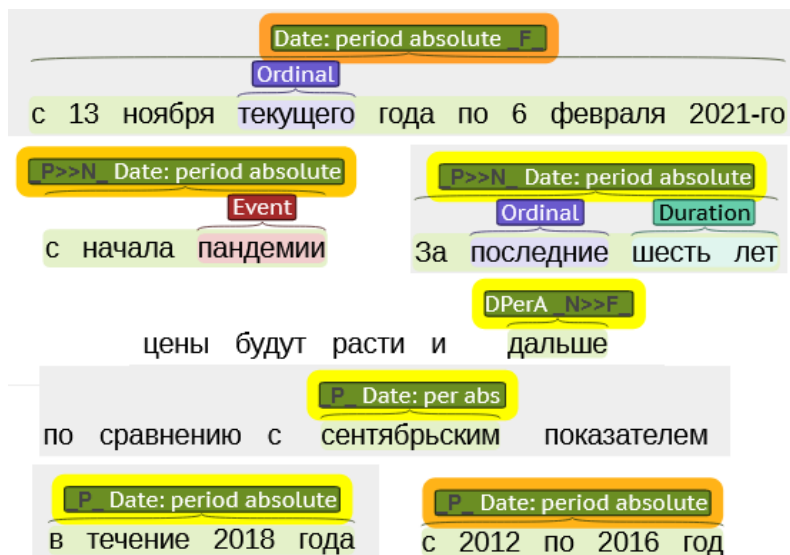 Date: period absolute _F_
Ordinal
с 13 ноября текущего года по 6 февраля 2021-го
_P>>N_ Date: period absolute
Event
с начала пандемии
_P>>N_ Date: period absolute
Ordinal Duration
За последние шесть лет
DPerA _N>>F_
цены будут расти и дальше
_P_ Date: per abs
по сравнению с сентябрьским показателем
_P_ Date: period absolute
в течение 2018 года
_P_ Date: period absolute
с 2012 по 2016 год